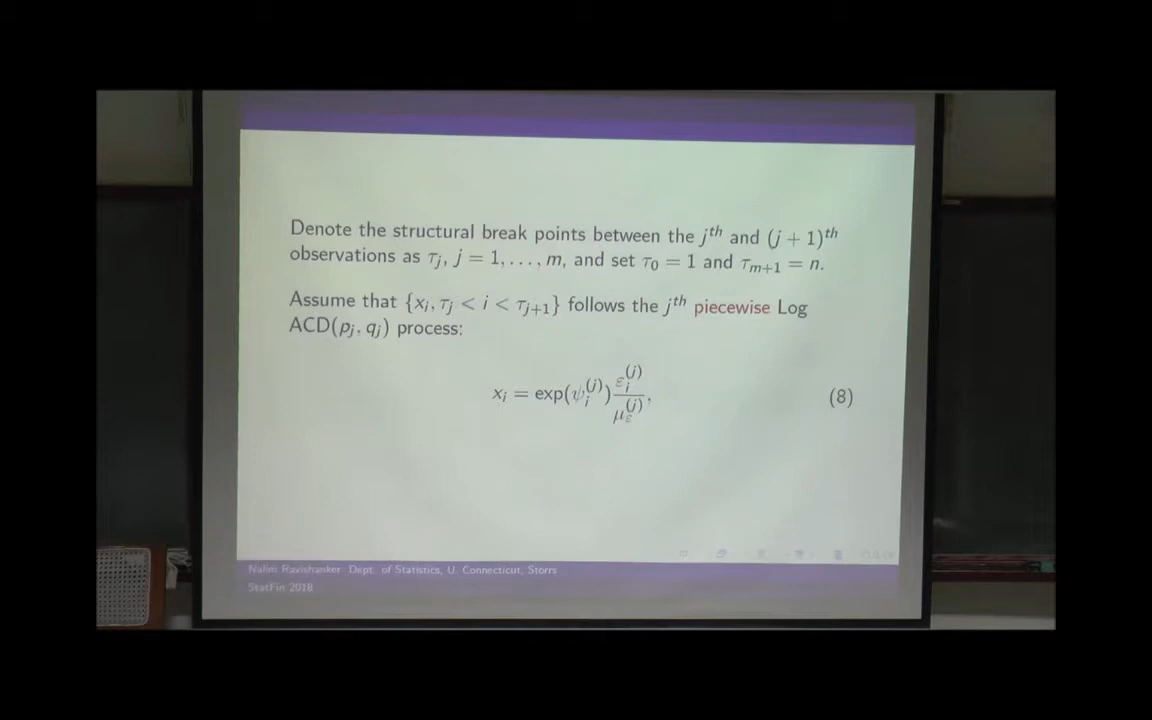 Denote the structural break points between the j^th and (j + 1)^th
observations as τ_j, j = 1, . . . , m, and set τ_0 = 1 and τ_{m+1} = n.
Assume that {x_i, τ_j < i < τ_{j+1}} follows the j^th piecewise Log
ACD(p_j, q_j) process:
x_i = exp(ψ_i^(j)) ε_i^(j) / μ_ε^(j), (8)
Nalini Ravishanker Dept. of Statistics, U. Connecticut, Storrs
StatFin 2018